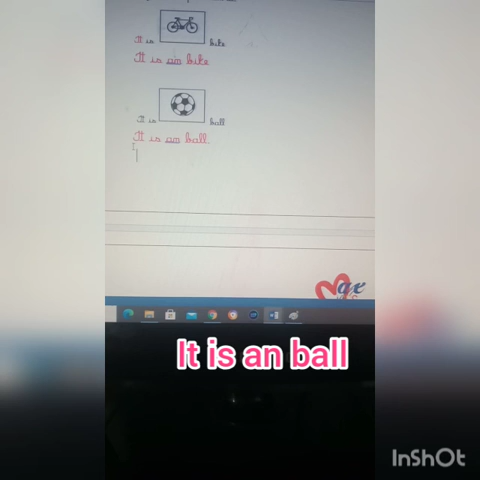 It is bike
It is an bike
It is ball
It is an ball.
It is an ball
InShOt